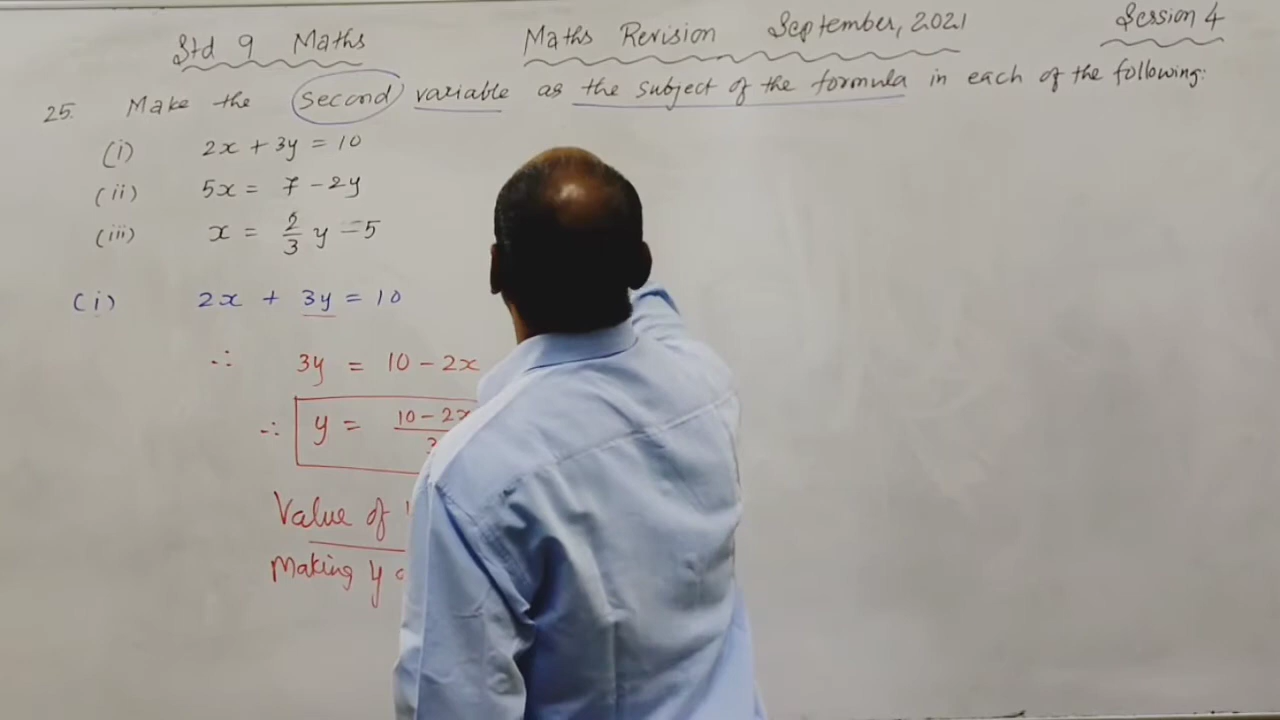 Std 9 Maths
Maths Revision September, 2021
Session 4
25. Make the second variable as the subject of the formula in each of the following:
(i) 2x + 3y = 10
(ii) 5x = 7 - 2y
(iii) x = 2/3 y = 5
(i) 2x + 3y = 10
∴ 3y = 10 - 2x
∴ y = 10 - 2x
Value of
Making y